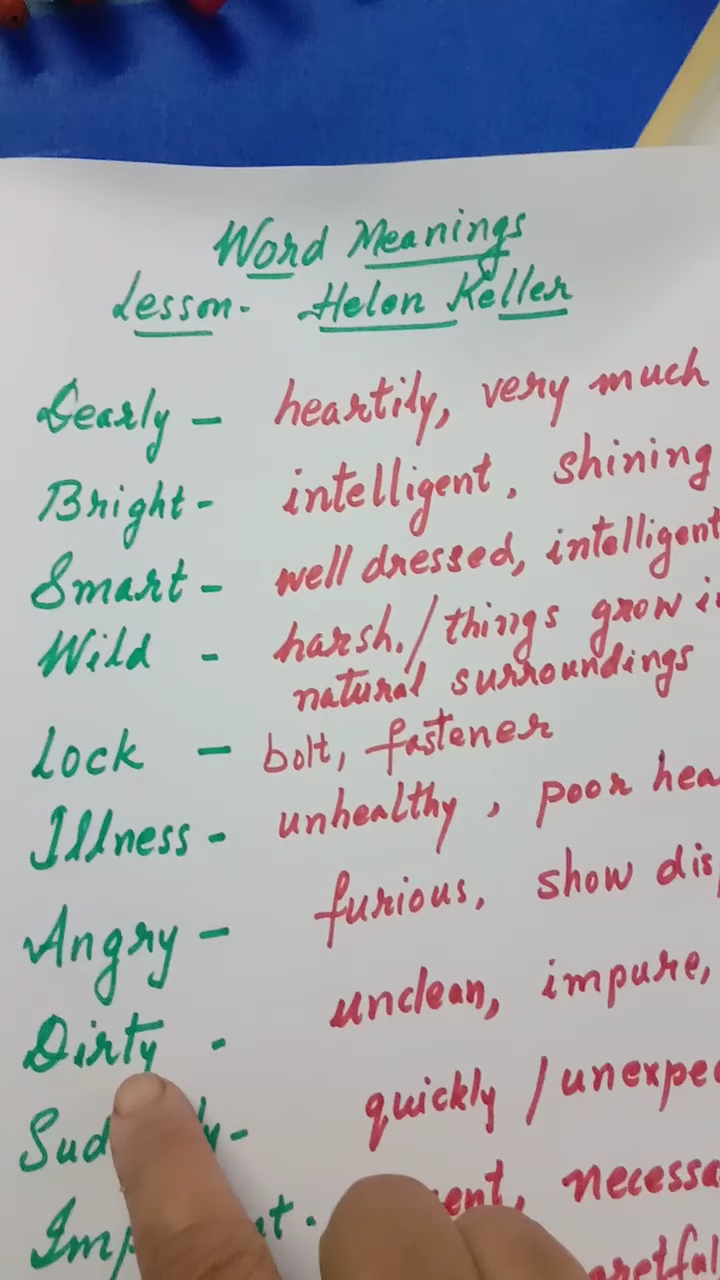 Word Meanings
Lesson- Helen Keller
Dearly - heartily, very much
Bright- intelligent, shining
Smart - well dressed, intelligent
Wild - harsh./things grow i
natural surroundings
Lock - bolt, fastener
Illness - unhealthy, poor hea
Angry - furious, show dis
Dirty - unclean, impure,
quickly /unexpe
necessa